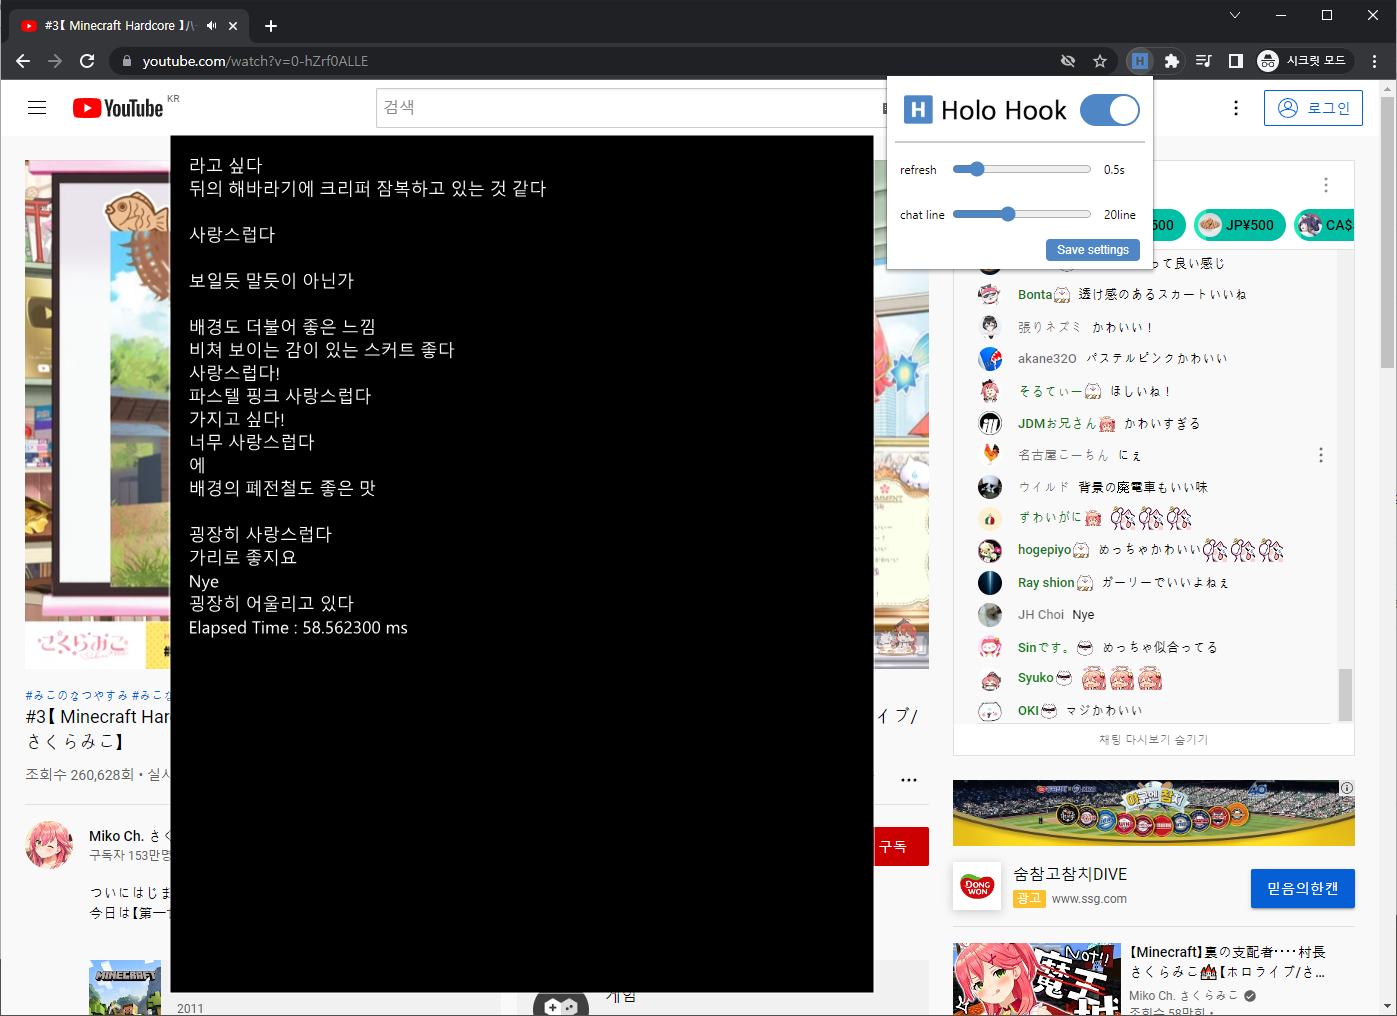 #3【 Minecraft Hardcore 】ハ
youtube.com/watch?v=0-hZrf0ALLE
H
시크릿 모드
YouTube KR
검색
로그인
H Holo Hook
refresh 0.5s
chat line 20line
Save settings
라고 싶다
뒤의 해바라기에 크리퍼 잠복하고 있는 것 같다
사랑스럽다
보일듯 말듯이 아닌가
배경도 더불어 좋은 느낌
비쳐 보이는 감이 있는 스커트 좋다
사랑스럽다!
파스텔 핑크 사랑스럽다
가지고 싶다!
너무 사랑스럽다
에
배경의 폐전철도 좋은 맛
굉장히 사랑스럽다
가리로 좋지요
Nye
굉장히 어울리고 있다
Elapsed Time : 58.562300 ms
500 JP¥500 CA$
って良い感じ
Bonta 透け感のあるスカートいいね
張りネズミ かわいい！
akane320 パステルピンクかわいい
そるてぃー ほしいね！
JDMお兄さん かわいすぎる
名古屋こーちん にぇ
ウイルド 背景の廃電車もいい味
ずわいがに
hogepiyo めっちゃかわいい
Ray shion ガーリーでいいよねぇ
JH Choi Nye
Sinです。 めっちゃ似合ってる
Syuko
OKI マジかわいい
채팅 다시보기 숨기기
さくらみこ
#みこのなつやすみ #みこな
#3【 Minecraft Har
イブ/
さくらみこ】
조회수 260,628회 • 실시
Miko Ch. さく
구독자 153만명
구독
ついにはじま
今日は【第一
MINECRAFT
2011
게임
야구엔 참치
DONGWON
숨참고참치DIVE
광고 www.ssg.com
믿음의한캔
Not!!
魔王城
【Minecraft】裏の支配者････村長
さくらみこ🏰【ホロライブ/さ...
Miko Ch. さくらみこ
조회수 58만회 •